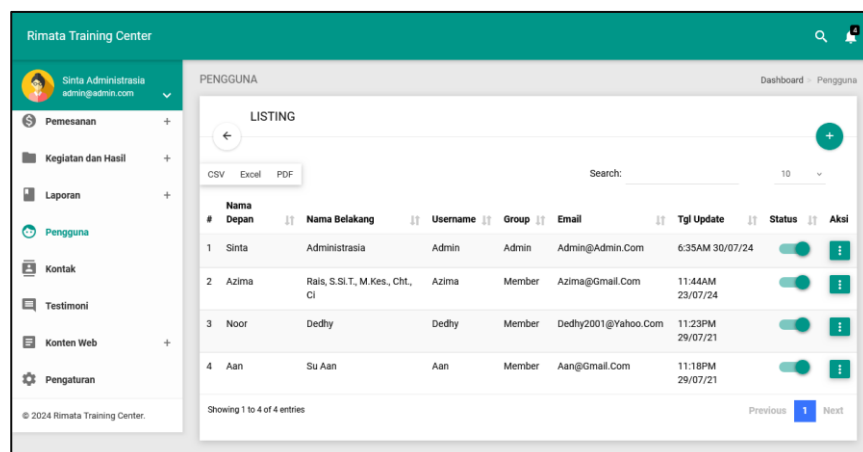 Rimata Training Center
4
Sinta Administrasia
admin@admin.com
Pemesanan +
Kegiatan dan Hasil +
Laporan +
Pengguna
Kontak
Testimoni
Konten Web +
Pengaturan
© 2024 Rimata Training Center.
PENGGUNA
Dashboard > Pengguna
LISTING
CSV Excel PDF
Search:
10
# Nama Depan Nama Belakang Username Group Email Tgl Update Status Aksi
1 Sinta Administrasia Admin Admin Admin@Admin.Com 6:35AM 30/07/24
2 Azima Rais, S.Si.T., M.Kes., Cht., Ci Azima Member Azima@Gmail.Com 11:44AM 23/07/24
3 Noor Dedhy Dedhy Member Dedhy2001@Yahoo.Com 11:23PM 29/07/21
4 Aan Su Aan Aan Member Aan@Gmail.Com 11:18PM 29/07/21
Showing 1 to 4 of 4 entries
Previous 1 Next